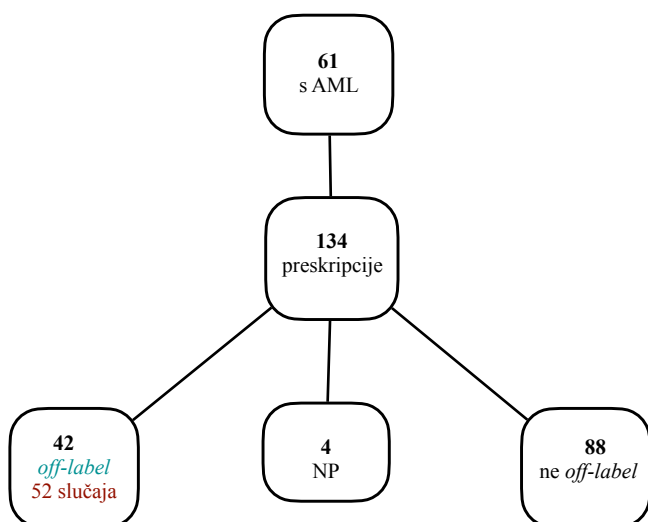 61
s AML
134
preskripcije
42
off-label
52 slučaja
4
NP
88
ne off-label